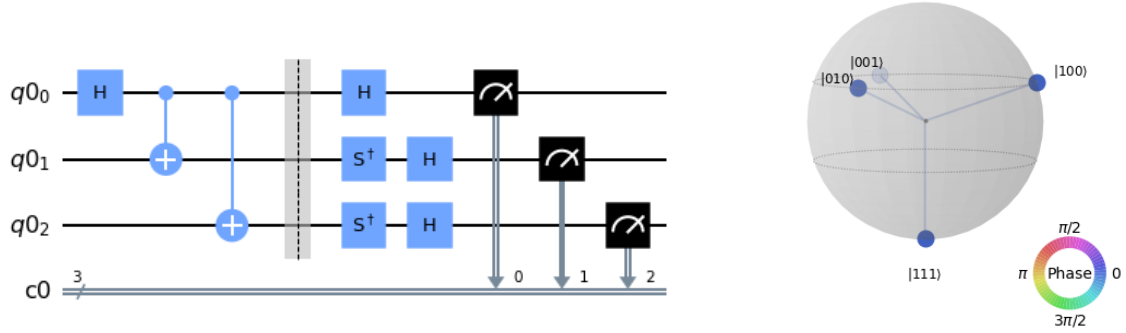 q0₀ H H
q0₁ S† H
q0₂ S† H
c0 3 0 1 2
|001⟩
|010⟩ |100⟩
|111⟩
π/2
π Phase 0
3π/2